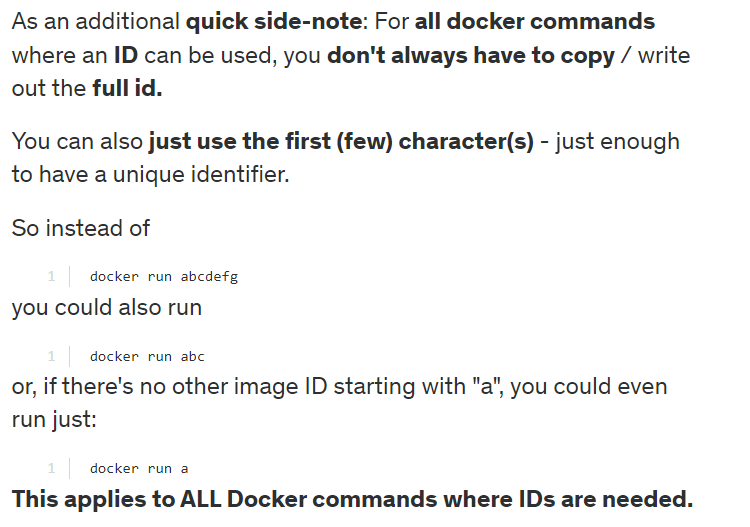 As an additional quick side-note: For all docker commands
where an ID can be used, you don't always have to copy / write
out the full id.
You can also just use the first (few) character(s) - just enough
to have a unique identifier.
So instead of
1 docker run abcdefg
you could also run
1 docker run abc
or, if there's no other image ID starting with "a", you could even
run just:
1 docker run a
This applies to ALL Docker commands where IDs are needed.